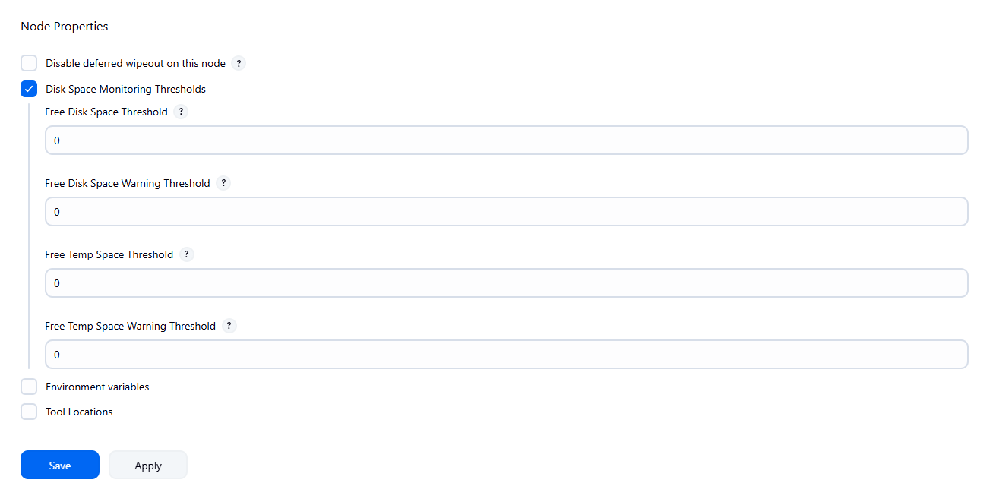 Node Properties
Disable deferred wipeout on this node ?
Disk Space Monitoring Thresholds
Free Disk Space Threshold ?
0
Free Disk Space Warning Threshold ?
0
Free Temp Space Threshold ?
0
Free Temp Space Warning Threshold ?
0
Environment variables
Tool Locations
Save Apply